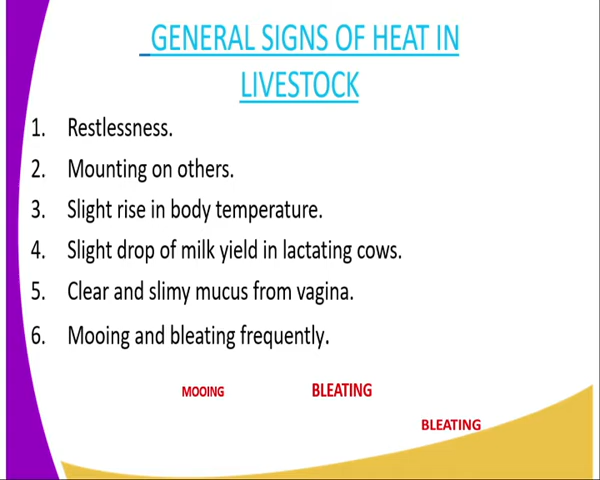 GENERAL SIGNS OF HEAT IN
LIVESTOCK
1. Restlessness.
2. Mounting on others.
3. Slight rise in body temperature.
4. Slight drop of milk yield in lactating cows.
5. Clear and slimy mucus from vagina.
6. Mooing and bleating frequently.
MOOING BLEATING
BLEATING